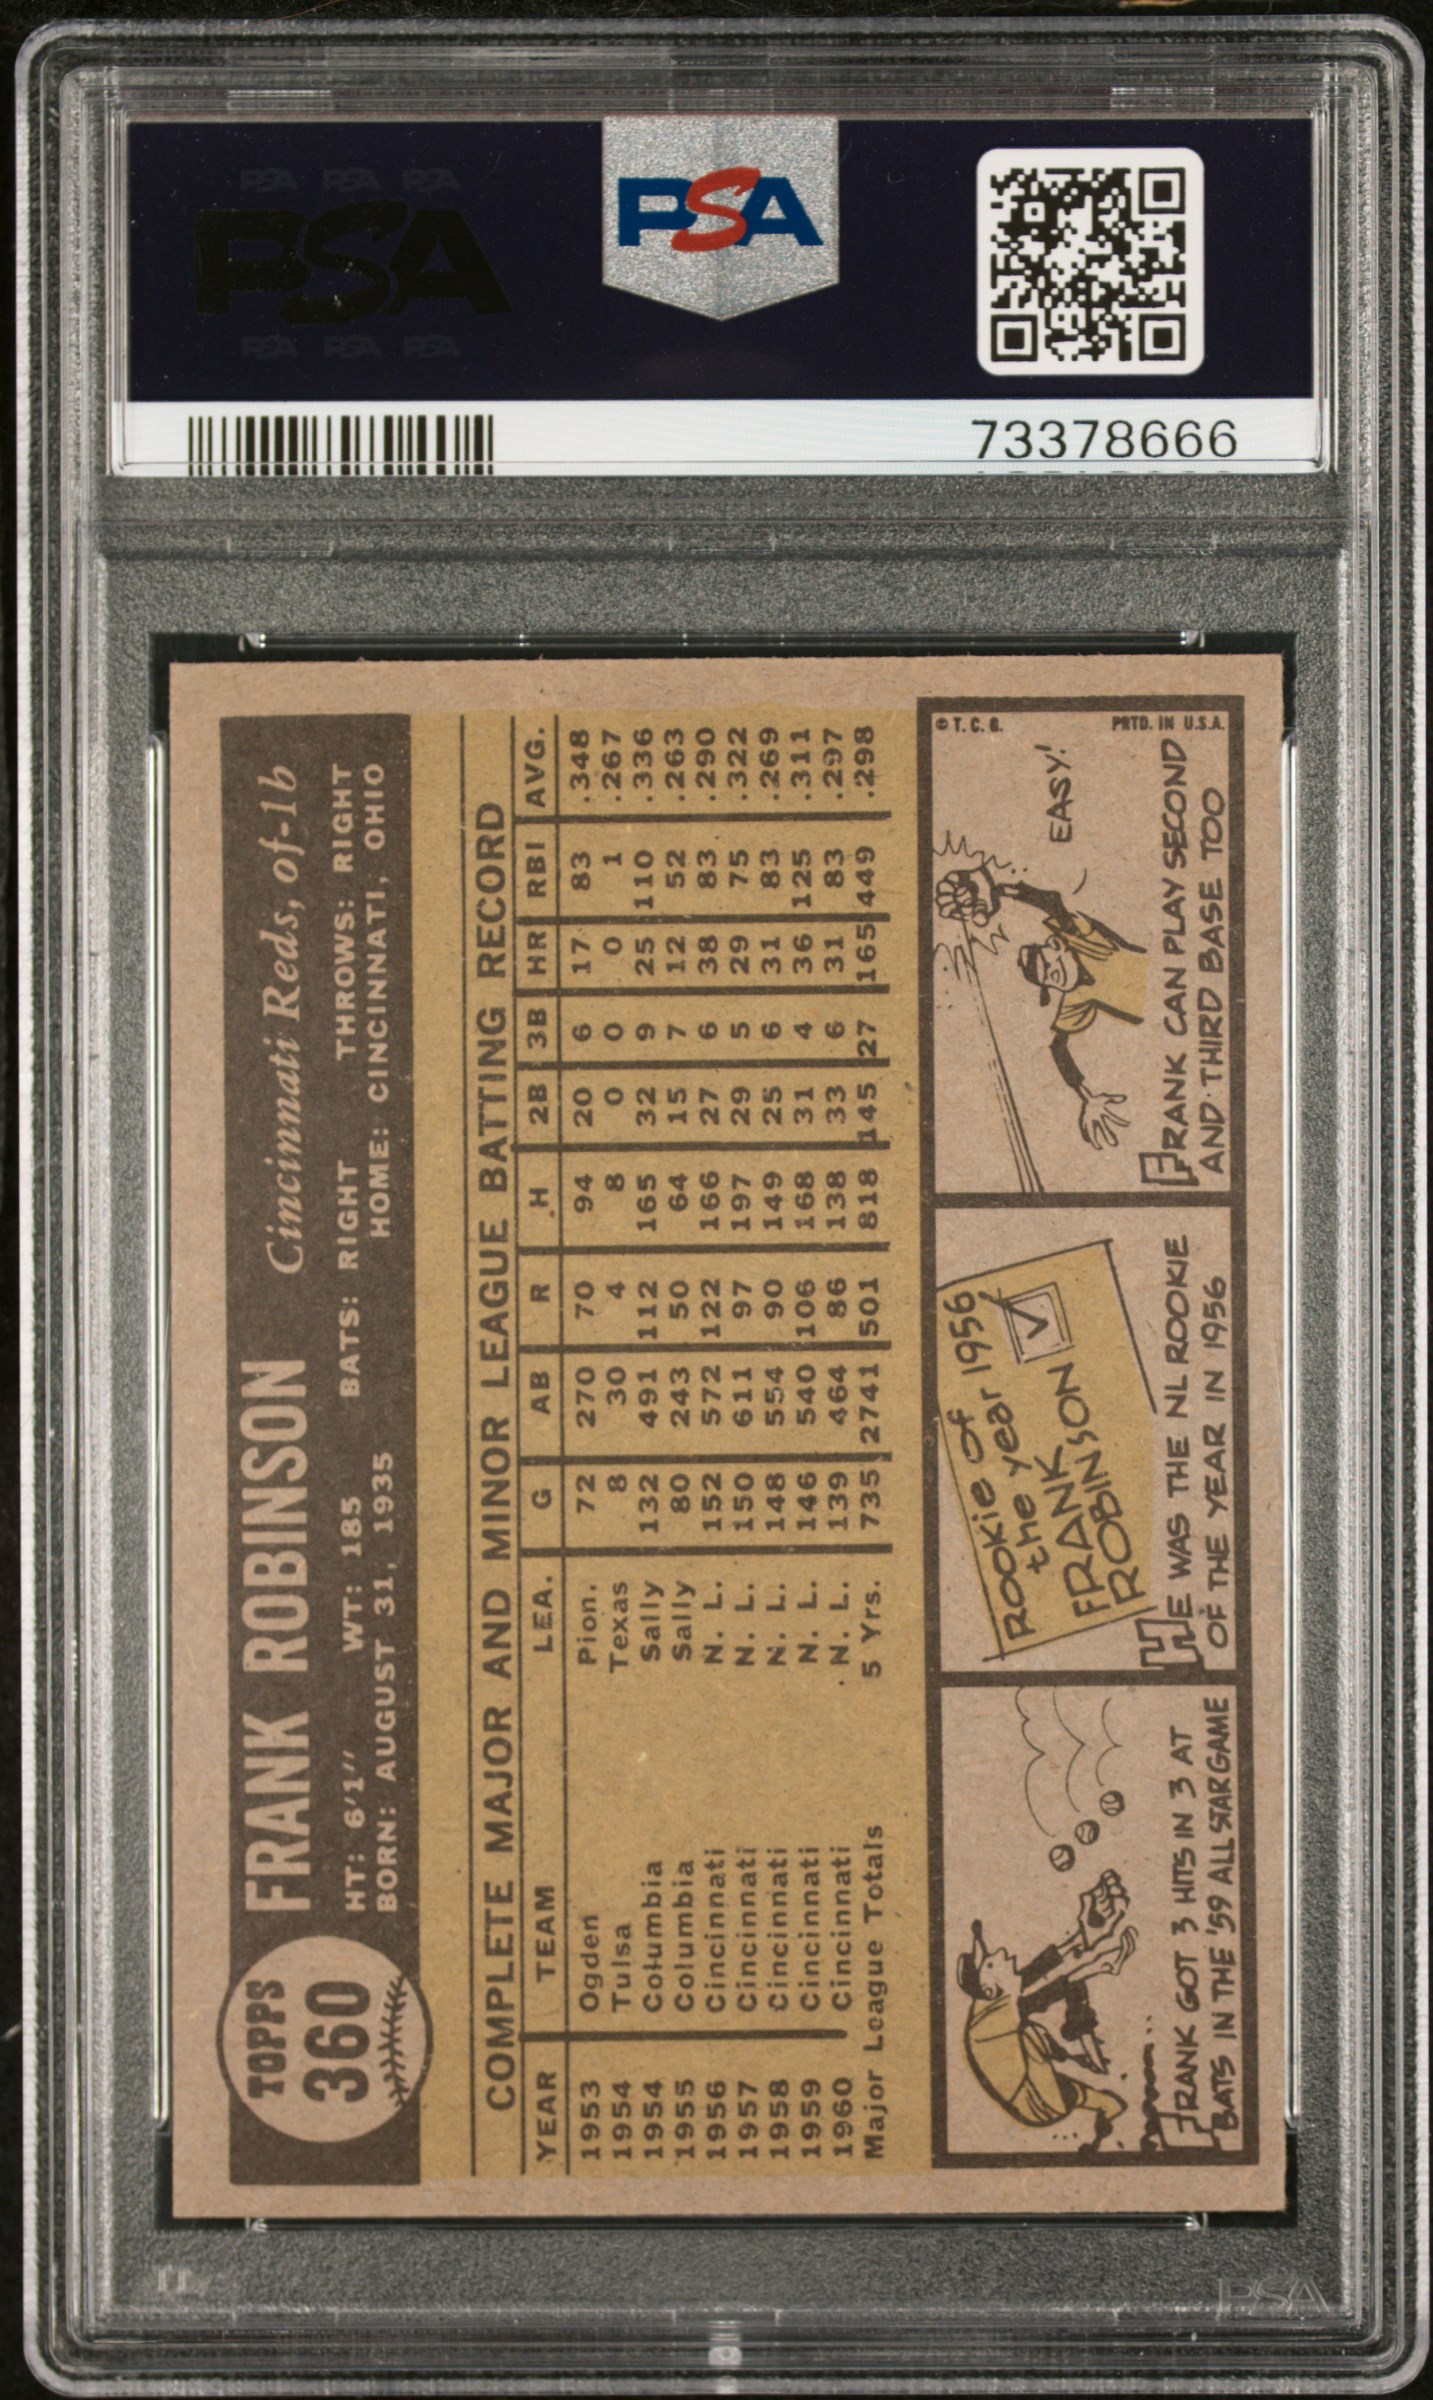 PSA PSA PSA
PSA
PSA PSA PSA
PSA
73378666
TOPPS
360
FRANK ROBINSON Cincinnati Reds, of-1b
HT: 6'1" WT: 185 BATS: RIGHT THROWS: RIGHT
BORN: AUGUST 31, 1935 HOME: CINCINNATI, OHIO
COMPLETE MAJOR AND MINOR LEAGUE BATTING RECORD
YEAR TEAM LEA. G AB R H 2B 3B HR RBI AVG.
1953 Ogden Pion. 72 270 70 94 20 6 17 83 .348
1954 Tulsa Texas 8 30 4 8 0 0 0 1 .267
1954 Columbia Sally 132 491 112 165 32 9 25 110 .336
1955 Columbia Sally 80 243 50 64 15 7 12 52 .263
1956 Cincinnati N. L. 152 572 122 166 27 6 38 83 .290
1957 Cincinnati N. L. 150 611 97 197 29 5 29 75 .322
1958 Cincinnati N. L. 148 554 90 149 25 6 31 83 .269
1959 Cincinnati N. L. 146 540 106 168 31 4 36 125 .311
1960 Cincinnati N. L. 139 464 86 138 33 6 31 83 .297
Major League Totals 5 Yrs. 735 2741 501 818 145 27 165 449 .298
FRANK GOT 3 HITS IN 3 AT
BATS IN THE '59 ALL STAR GAME
ROOKIE OF
the year 1956
FRANK
ROBINSON
HE WAS THE NL ROOKIE
OF THE YEAR IN 1956
© T. C. G. PRTD. IN U.S.A.
EASY!
FRANK CAN PLAY SECOND
AND THIRD BASE TOO
PSA